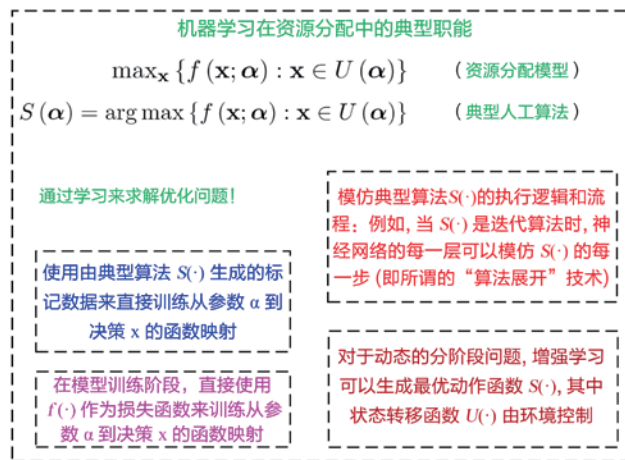 机器学习在资源分配中的典型职能
max_x {f (x; α) : x ∈ U (α)} （资源分配模型）
S (α) = arg max {f (x; α) : x ∈ U (α)} （典型人工算法）
通过学习来求解优化问题！
模仿典型算法S(·)的执行逻辑和流
程：例如, 当 S(·) 是迭代算法时, 神
经网络的每一层可以模仿 S(·) 的每
一步 (即所谓的“算法展开”技术)
使用由典型算法 S(·) 生成的标
记数据来直接训练从参数 α 到
决策 x 的函数映射
对于动态的分阶段问题, 增强学习
可以生成最优动作函数 S(·), 其中
状态转移函数 U(·) 由环境控制
在模型训练阶段，直接使用
f(·) 作为损失函数来训练从参
数 α 到决策 x 的函数映射